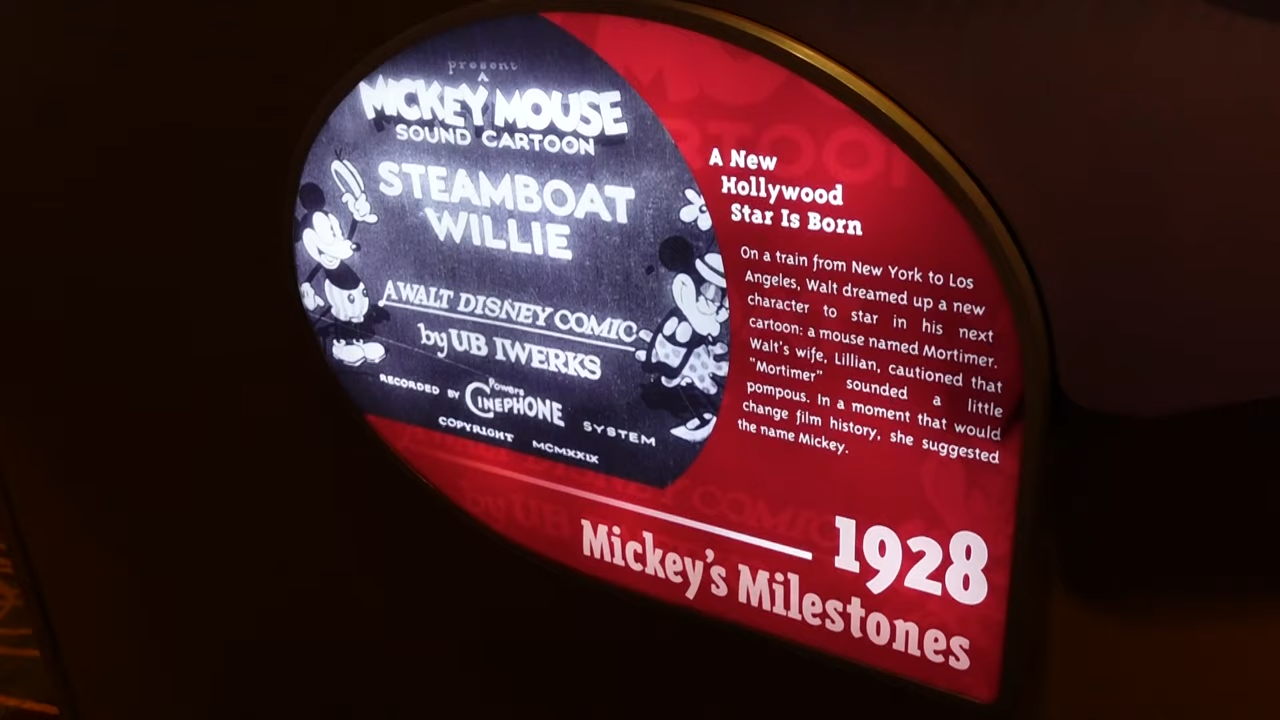 present
A
MICKEY MOUSE
SOUND CARTOON
STEAMBOAT
WILLIE
A WALT DISNEY COMIC
by UB IWERKS
RECORDED BY Powers CINEPHONE SYSTEM
COPYRIGHT MCMXXIX
A New
Hollywood
Star Is Born
On a train from New York to Los
Angeles, Walt dreamed up a new
character to star in his next
cartoon: a mouse named Mortimer.
Walt's wife, Lillian, cautioned that
"Mortimer" sounded a little
pompous. In a moment that would
change film history, she suggested
the name Mickey.
1928
Mickey's Milestones